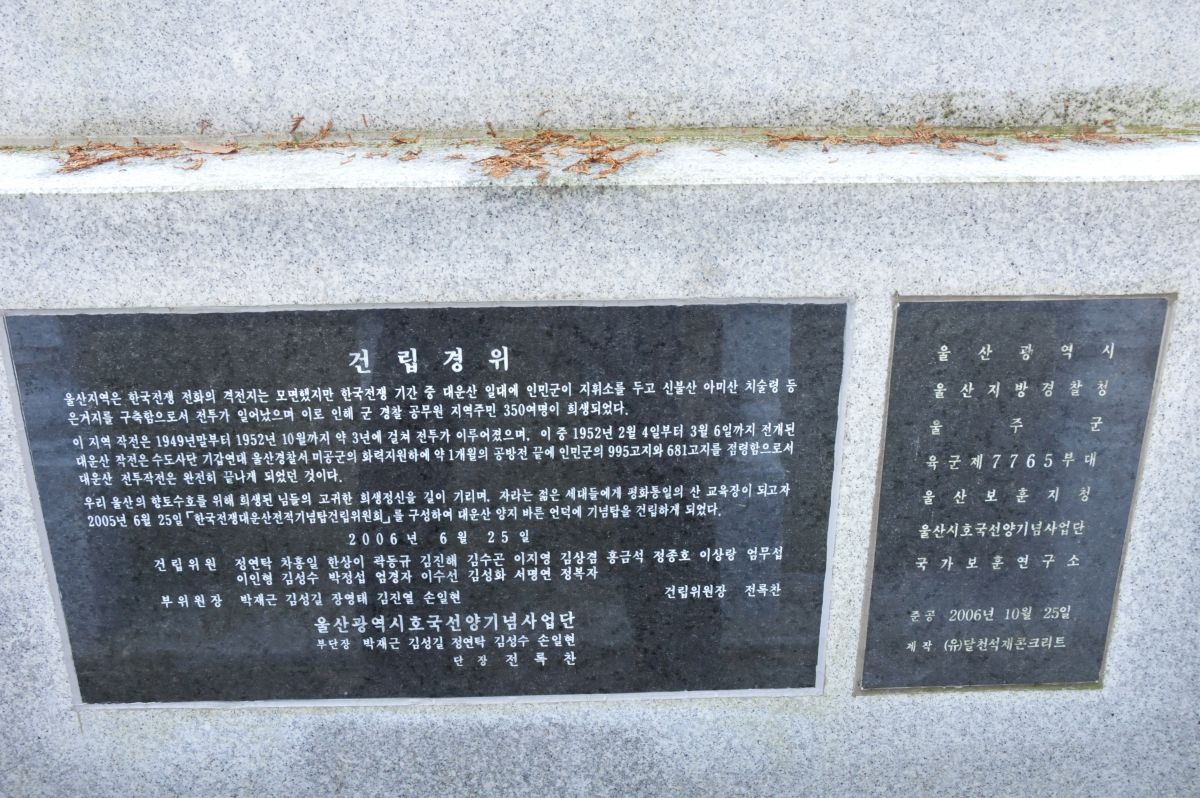 건립경위
울산지역은 한국전쟁 전화의 격전지는 모면했지만 한국전쟁 기간 중 대운산 일대에 인민군이 지휘소를 두고 신불산 아미산 치술령 등
은거지를 구축함으로서 전투가 일어났으며 이로 인해 군 경찰 공무원 지역주민 350여명이 희생되었다.
이 지역 작전은 1949년말부터 1952년 10월까지 약 3년에 걸쳐 전투가 이루어졌으며, 이 중 1952년 2월 4일부터 3월 6일까지 전개된
대운산 작전은 수도사단 기갑연대 울산경찰서 미공군의 화력지원하에 약 1개월의 공방전 끝에 인민군의 995고지와 681고지를 점령함으로서
대운산 전투작전은 완전히 끝나게 되었던 것이다.
우리 울산의 향토수호를 위해 희생된 님들의 고귀한 희생정신을 길이 기리며, 자라는 젊은 세대들에게 평화통일의 산 교육장이 되고자
2005년 6월 25일 「한국전쟁대운산전적기념탑건립위원회」를 구성하여 대운산 양지 바른 언덕에 기념탑을 건립하게 되었다.
2006년 6월 25일
건립위원 정연탁 차흥일 한상이 곽동규 김진해 김수곤 이지영 김상겸 홍금석 정종호 이상랑 엄무섭
이인형 김성수 박정섭 엄경자 이수선 김성화 서명연 정복자
부위원장 박재근 김성길 장영태 김진열 손일현 건립위원장 전록찬
울산광역시호국선양기념사업단
부단장 박재근 김성길 정연탁 김성수 손일현
단장 전록찬
울산광역시
울산지방경찰청
울주군
육군제7765부대
울산보훈지청
울산시호국선양기념사업단
국가보훈연구소
준공 2006년 10월 25일
제작 (유)달천석재콘크리트